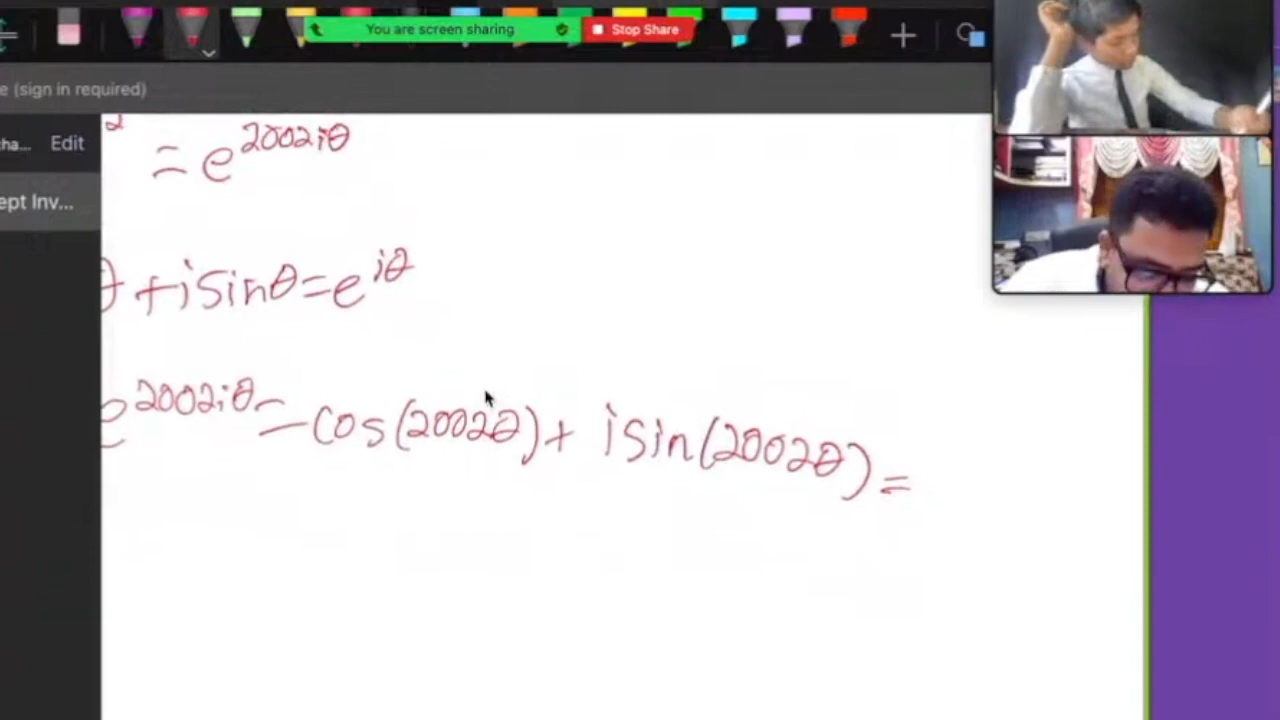 You are screen sharing Stop Share
e (sign in required)
Edit
ept Inv...
= e^2002iθ
θ + i sinθ = e^iθ
e^2002iθ = cos(2002θ) + i sin(2002θ) =